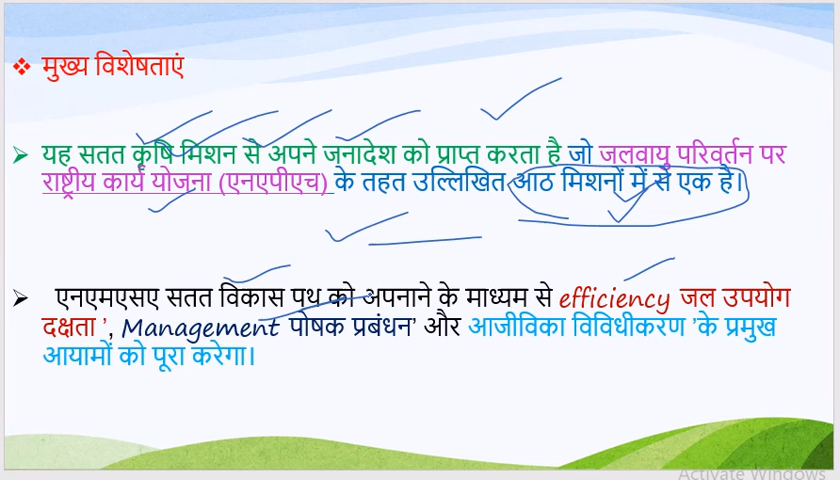 ❖ मुख्य विशेषताएं
➢ यह सतत कृषि मिशन से अपने जनादेश को प्राप्त करता है जो जलवायु परिवर्तन पर
राष्ट्रीय कार्य योजना (एनएपीएच) के तहत उल्लिखित आठ मिशनों में से एक है।
➢ एनएमएसए सतत विकास पथ को अपनाने के माध्यम से efficiency जल उपयोग
दक्षता ’, Management पोषक प्रबंधन’ और आजीविका विविधीकरण ’के प्रमुख
आयामों को पूरा करेगा।
Activate Windows